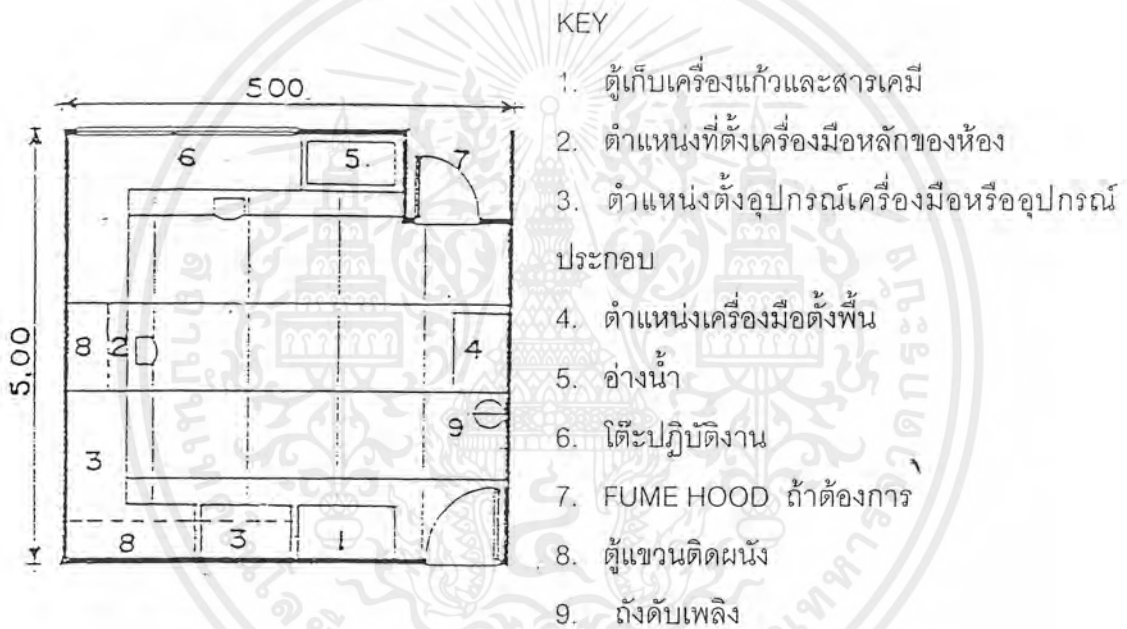 KEY
1. ตู้เก็บเครื่องแก้วและสารเคมี
2. ตำแหน่งที่ตั้งเครื่องมือหลักของห้อง
3. ตำแหน่งตั้งอุปกรณ์เครื่องมือหรืออุปกรณ์
ประกอบ
4. ตำแหน่งเครื่องมือตั้งพื้น
5. อ่างน้ำ
6. โต๊ะปฏิบัติงาน
7. FUME HOOD ถ้าต้องการ
8. ตู้แขวนติดผนัง
9. ถังดับเพลิง
5.00
6
5.
7
5,00
8
2
4
9
3
8
3
1